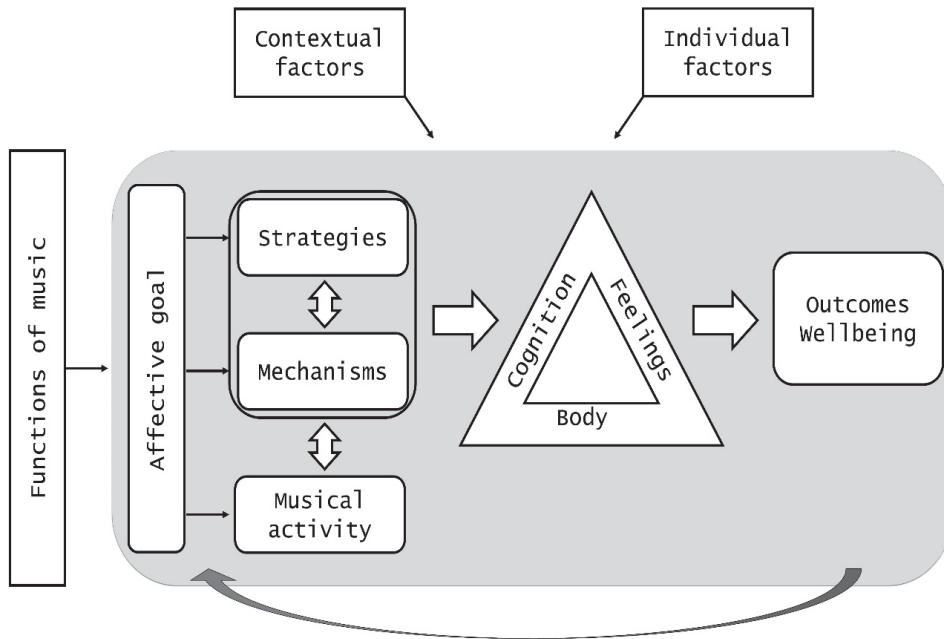 Contextual
factors
Individual
factors
Functions of music
Affective goal
Strategies
Mechanisms
Musical
activity
Cognition
Feelings
Body
Outcomes
Wellbeing